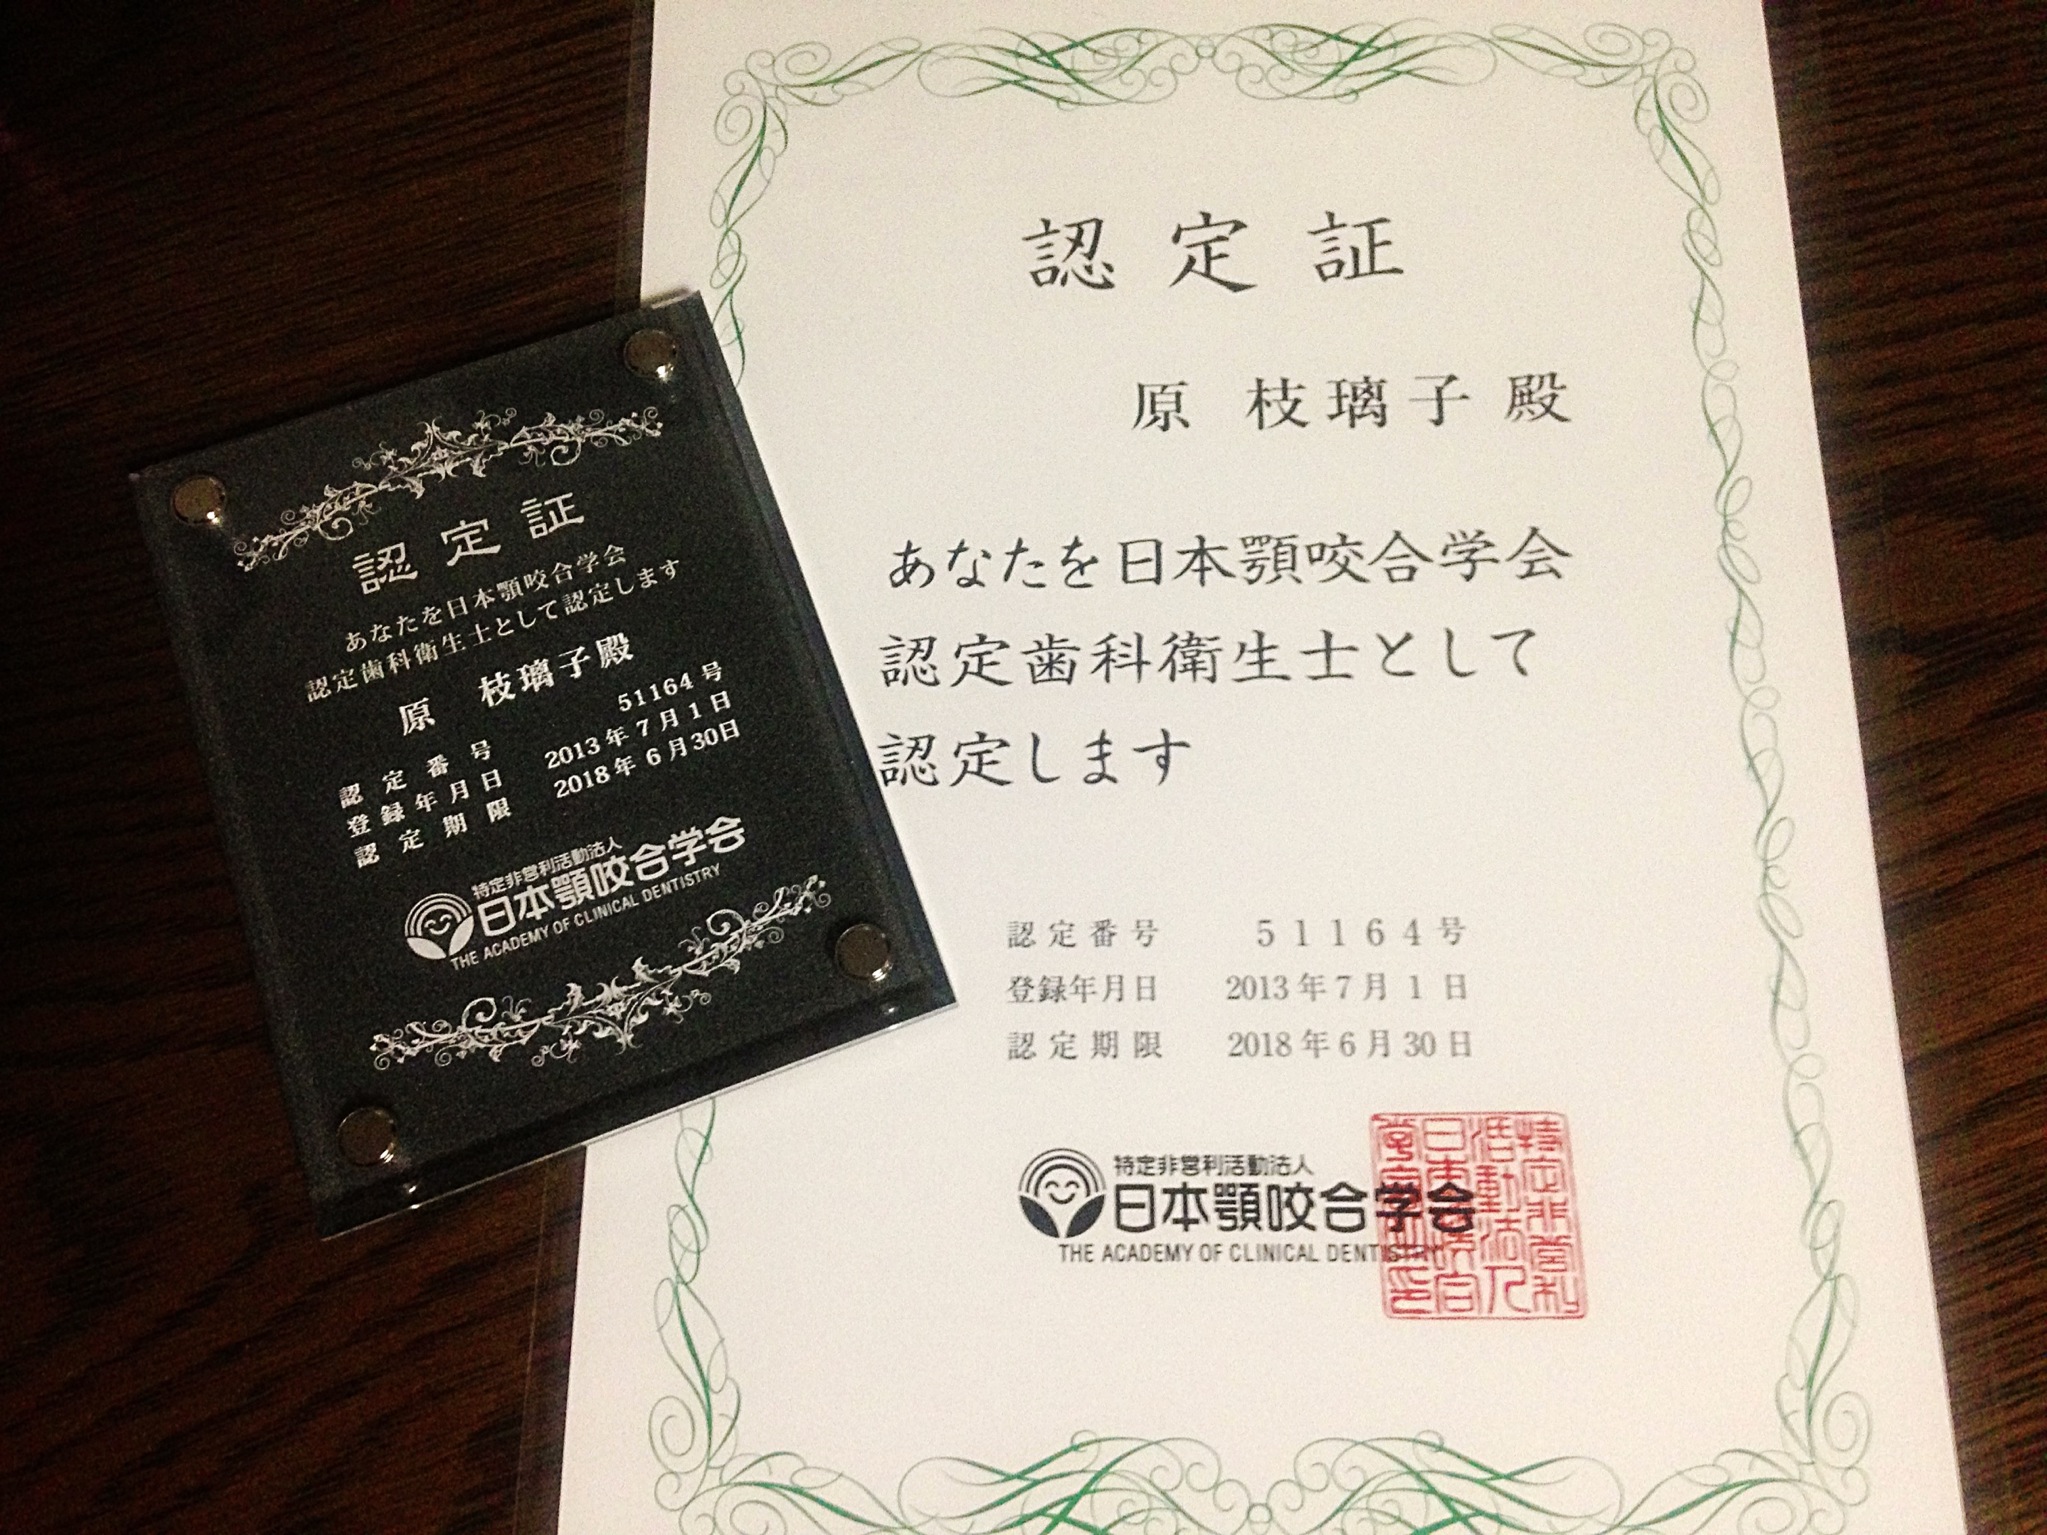 認定証
あなたを日本顎咬合学会
認定歯科衛生士として認定します
原 枝璃子殿
認定番号 51164号
登録年月日 2013年7月1日
認定期限 2018年6月30日
特定非営利活動法人
日本顎咬合学会
THE ACADEMY OF CLINICAL DENTISTRY
認定証
原 枝璃子殿
あなたを日本顎咬合学会
認定歯科衛生士として
認定します
認定番号 51164号
登録年月日 2013年7月1日
認定期限 2018年6月30日
特定非営利活動法人
日本顎咬合学会
THE ACADEMY OF CLINICAL DENTISTRY
特定非営利
活動法人